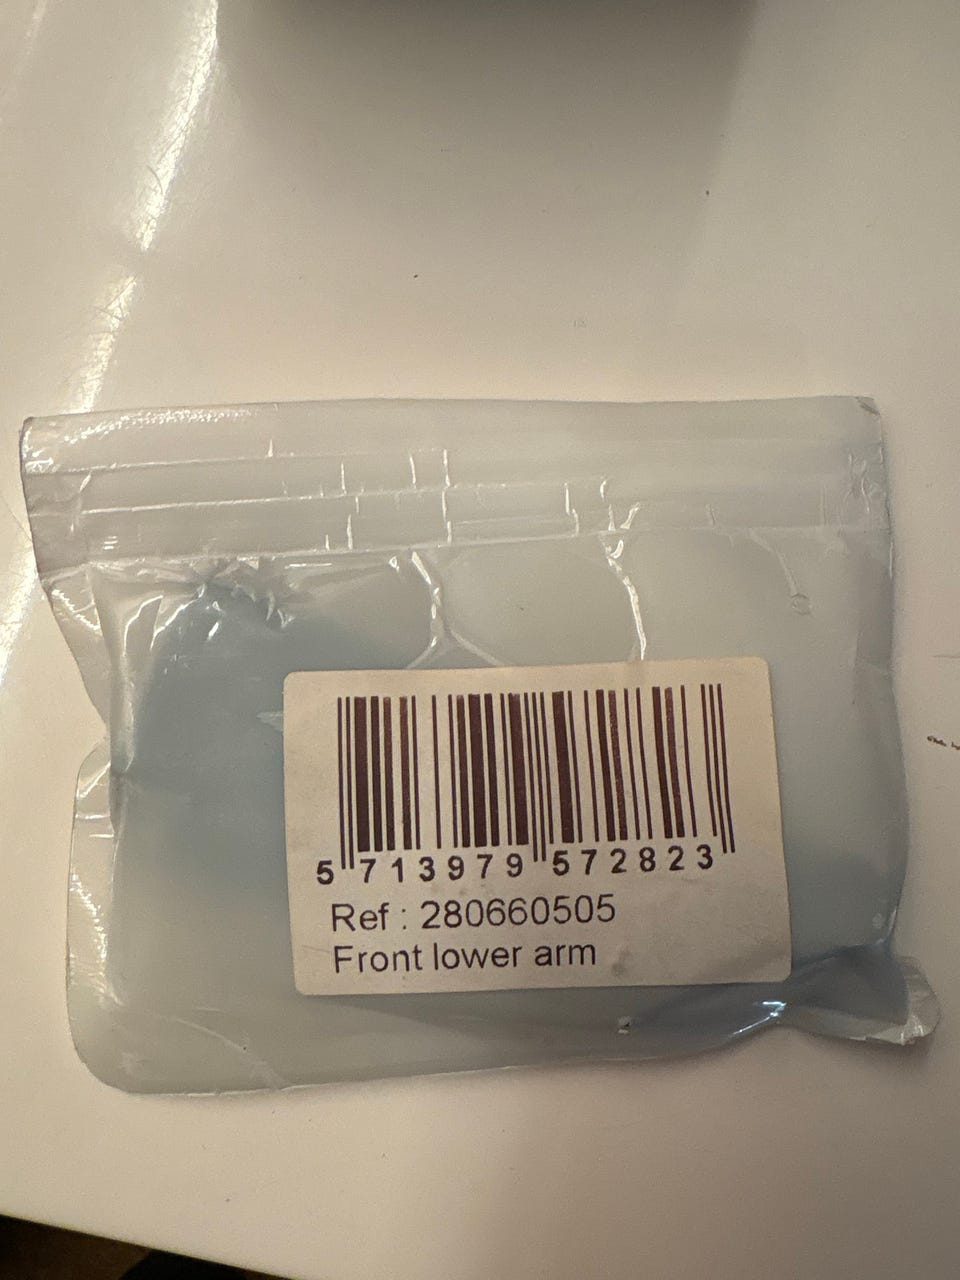 5 713979 572823
Ref : 280660505
Front lower arm